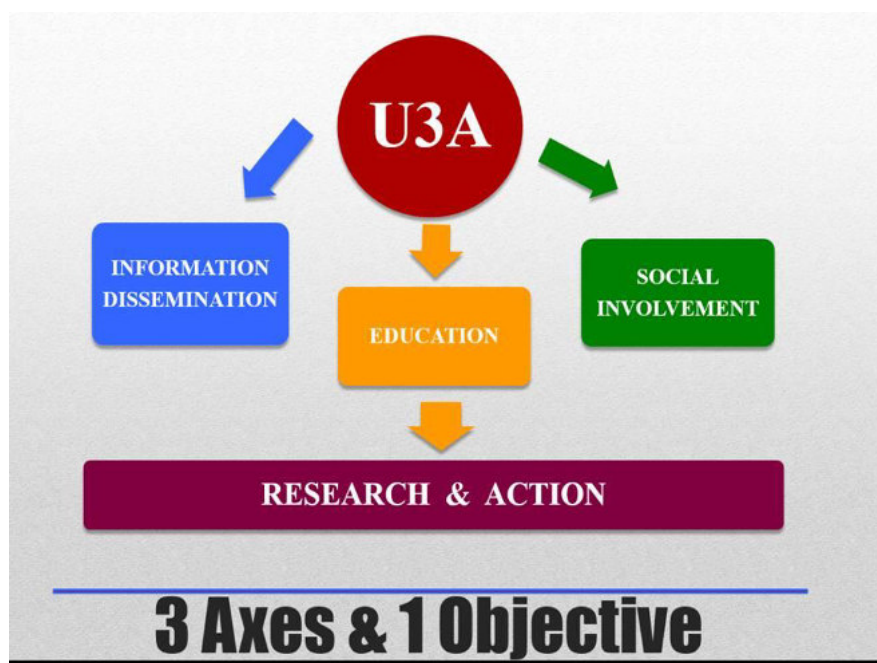 U3A
INFORMATION
DISSEMINATION
EDUCATION
SOCIAL
INVOLVEMENT
RESEARCH & ACTION
3 Axes & 1 Objective